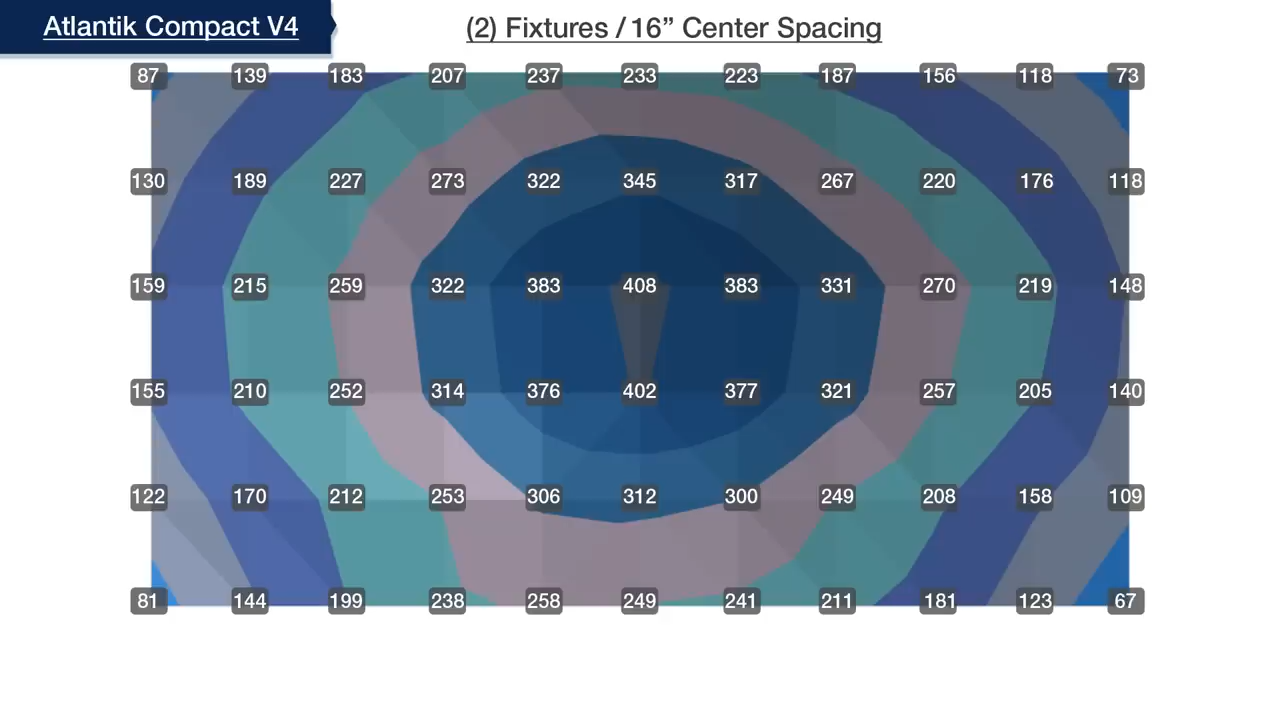 Atlantik Compact V4
(2) Fixtures / 16” Center Spacing
87 139 183 207 237 233 223 187 156 118 73
130 189 227 273 322 345 317 267 220 176 118
159 215 259 322 383 408 383 331 270 219 148
155 210 252 314 376 402 377 321 257 205 140
122 170 212 253 306 312 300 249 208 158 109
81 144 199 238 258 249 241 211 181 123 67